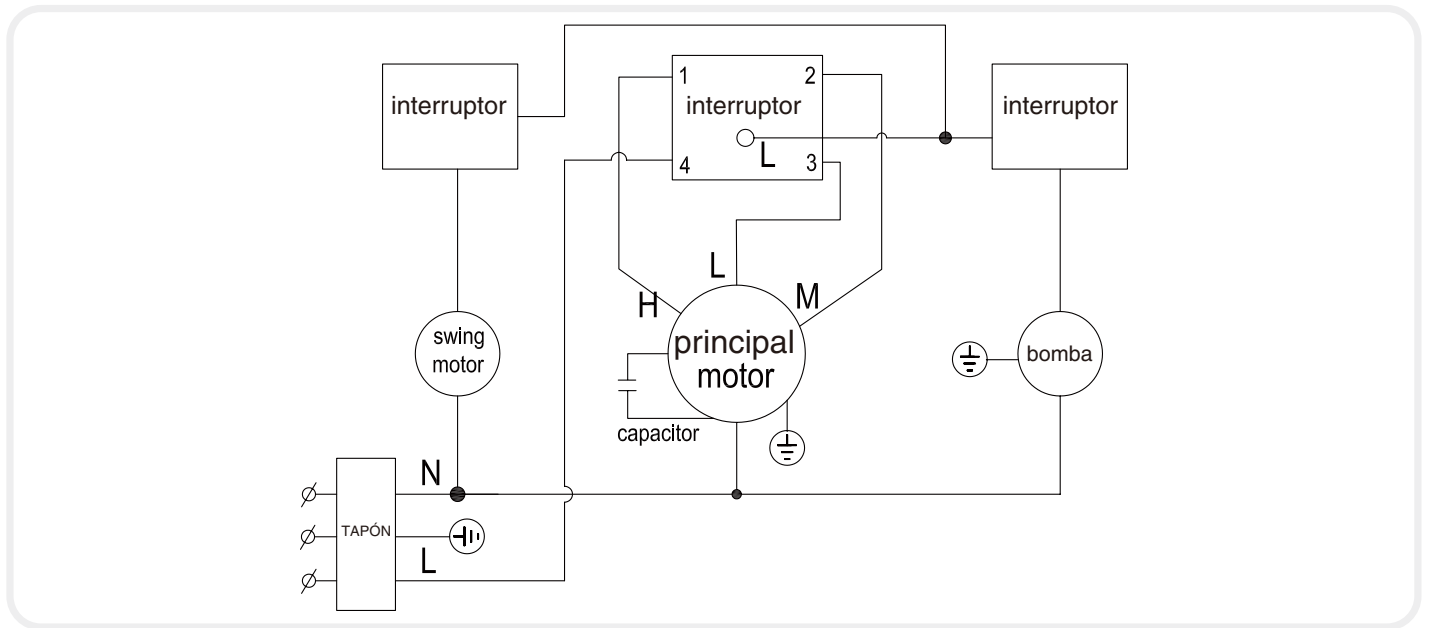 interruptor
1
2
interruptor
L
4
3
interruptor
H
L
M
swing
motor
principal
motor
bomba
capacitor
N
TAPÓN
L